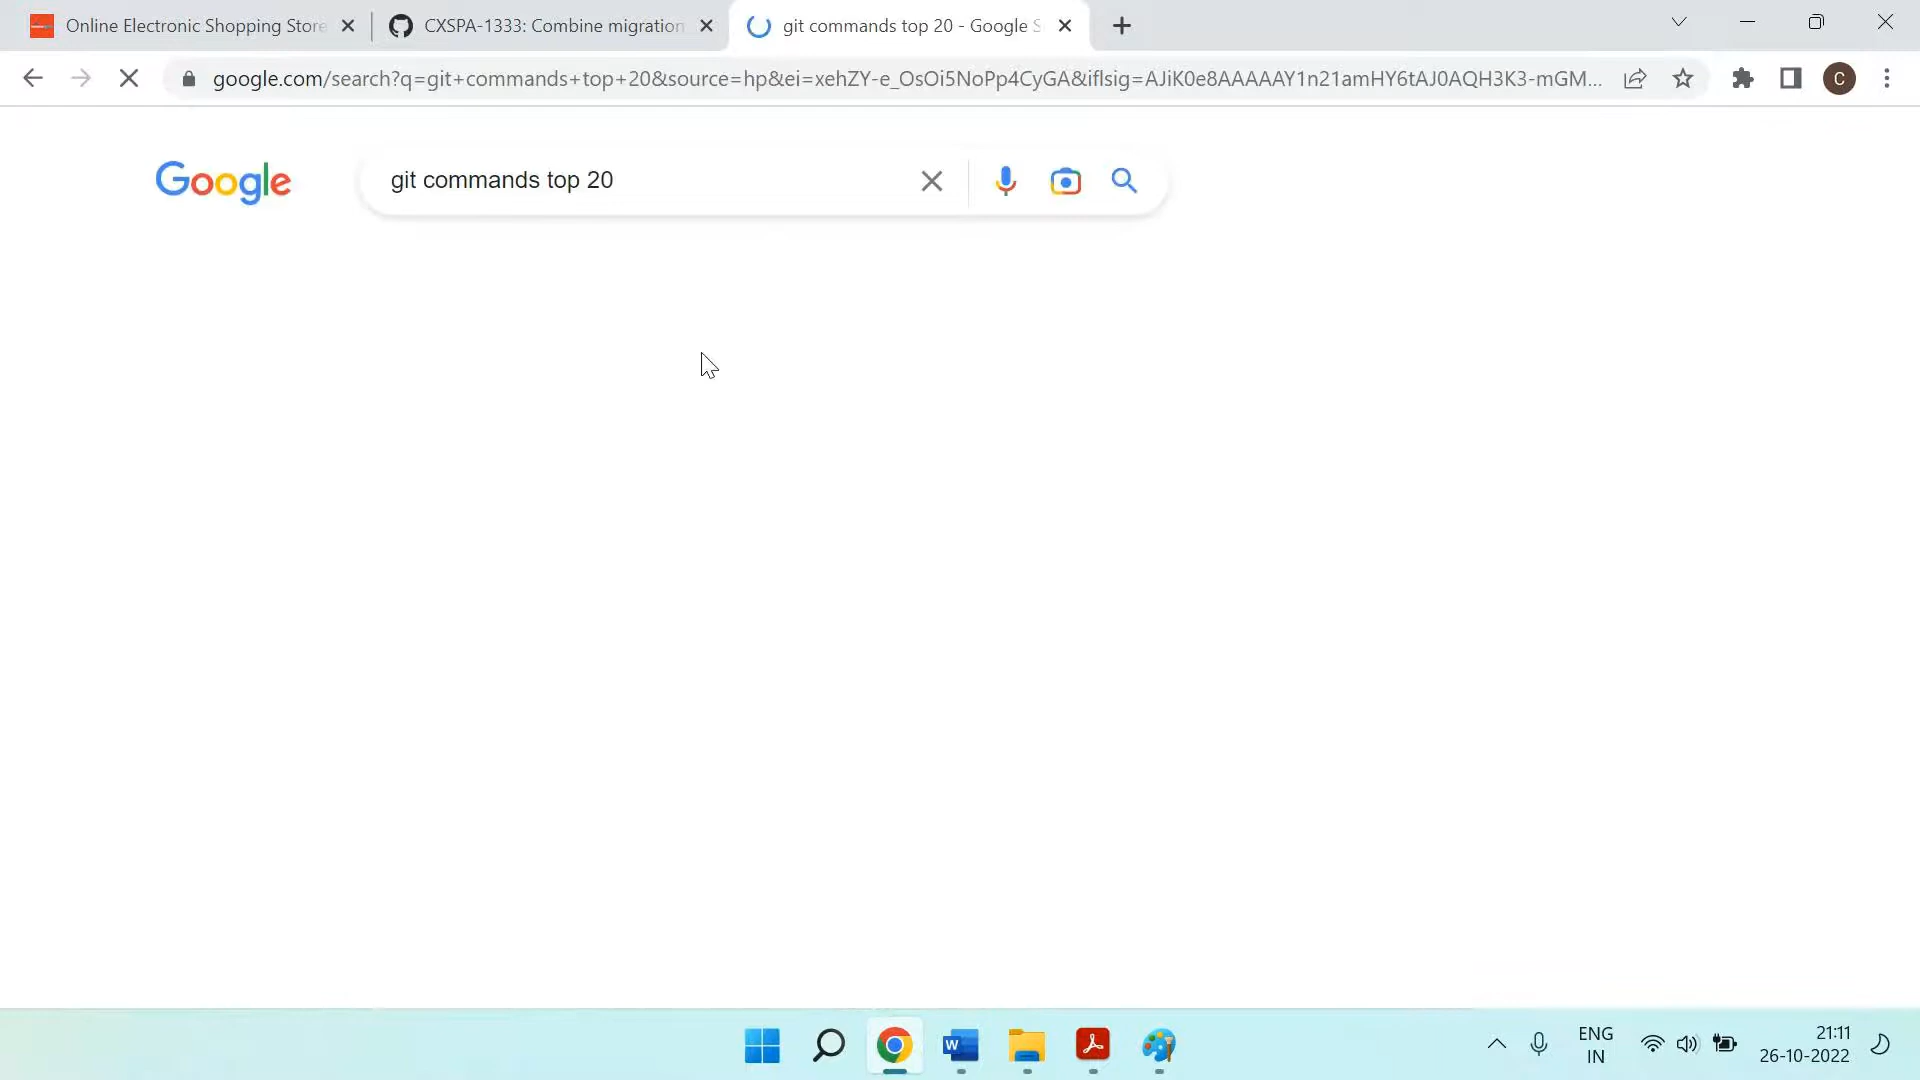 Online Electronic Shopping Store
CXSPA-1333: Combine migration
git commands top 20 - Google S
google.com/search?q=git+commands+top+20&source=hp&ei=xehZY-e_OsOi5NoPp4CyGA&iflsig=AJiK0e8AAAAAY1n21amHY6tAJ0AQH3K3-mGM...
C
Google
git commands top 20
W
ENG
IN
21:11
26-10-2022